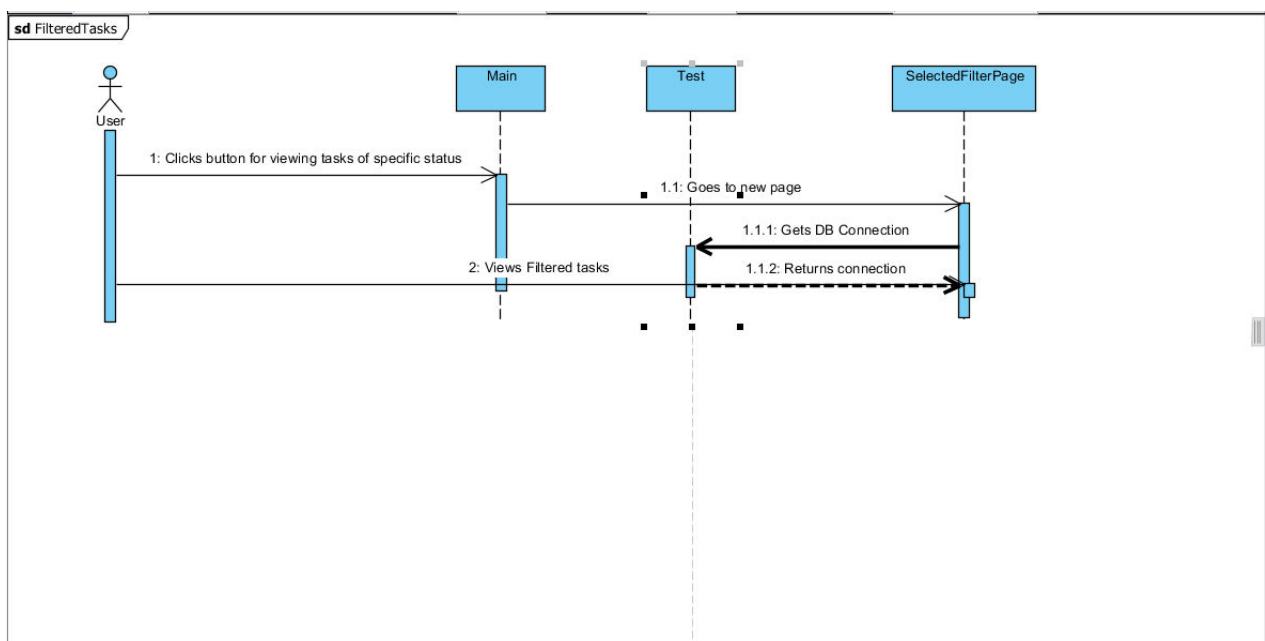 sd FilteredTasks
User
Main
Test
SelectedFilterPage
1: Clicks button for viewing tasks of specific status
1.1: Goes to new page
1.1.1: Gets DB Connection
2: Views Filtered tasks
1.1.2: Returns connection